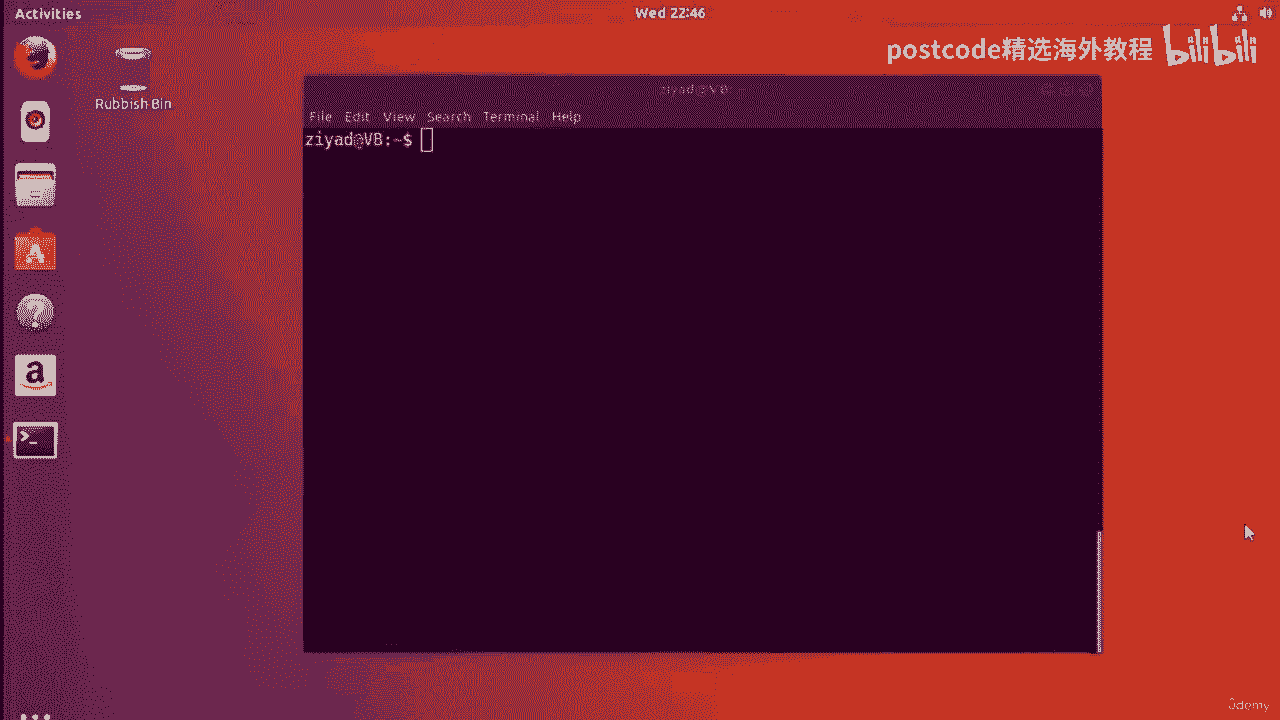 Activities
Wed 22:46
postcode精选海外教程 bilibili
Rubbish Bin
ziyad@VB: ~
File Edit View Search Terminal Help
ziyad@VB:~$
a
Udemy